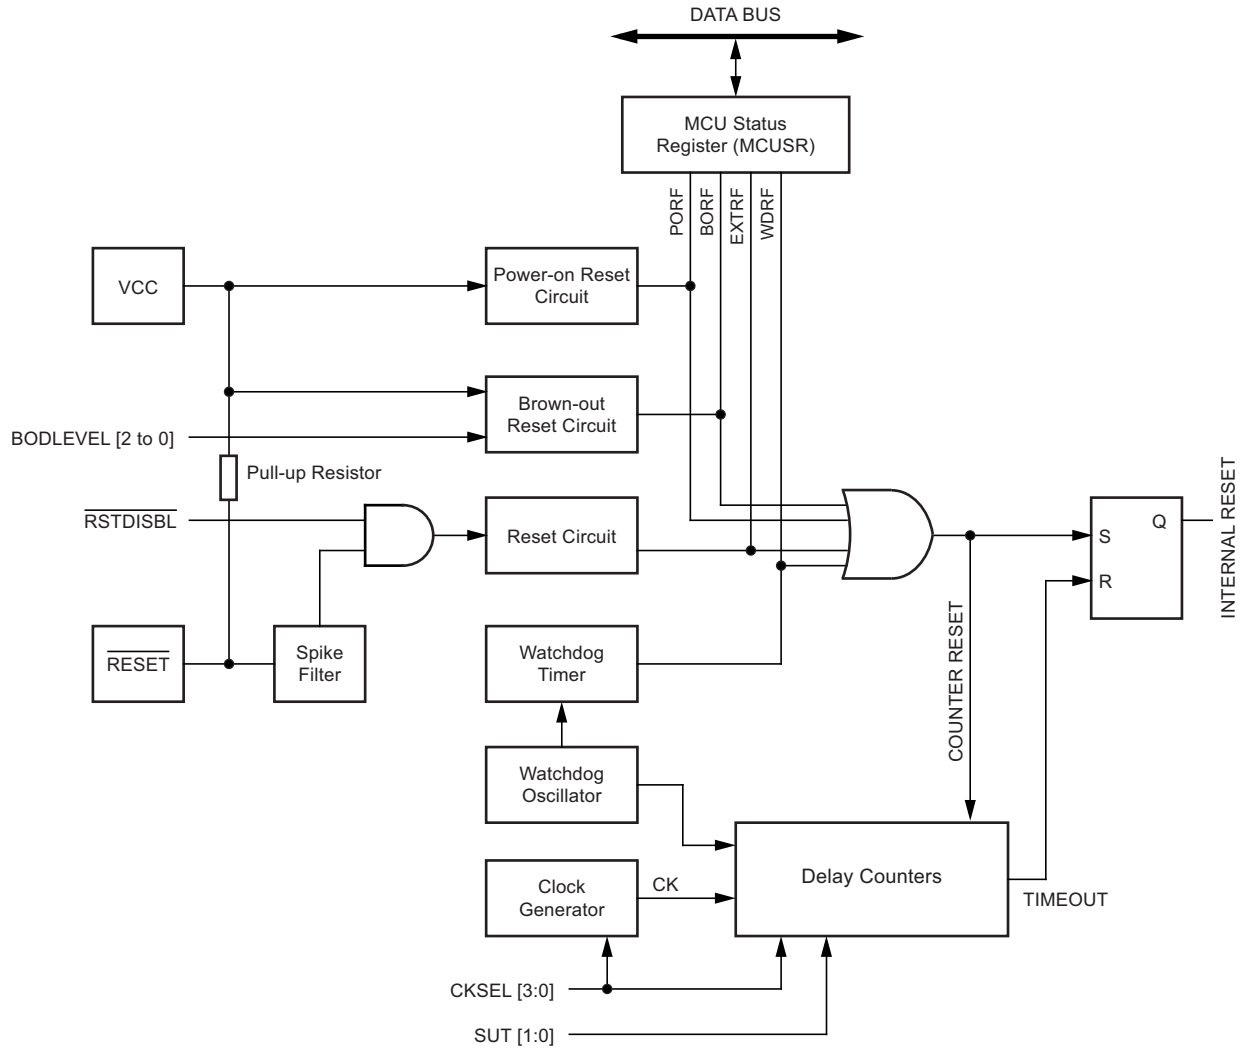 DATA BUS
MCU Status
Register (MCUSR)
PORF
BORF
EXTRF
WDRF
VCC
Power-on Reset
Circuit
Brown-out
Reset Circuit
BODLEVEL [2 to 0]
Pull-up Resistor
RSTDISBL
Reset Circuit
S
Q
R
INTERNAL RESET
RESET
Spike
Filter
Watchdog
Timer
COUNTER RESET
Watchdog
Oscillator
Clock
Generator
CK
Delay Counters
TIMEOUT
CKSEL [3:0]
SUT [1:0]